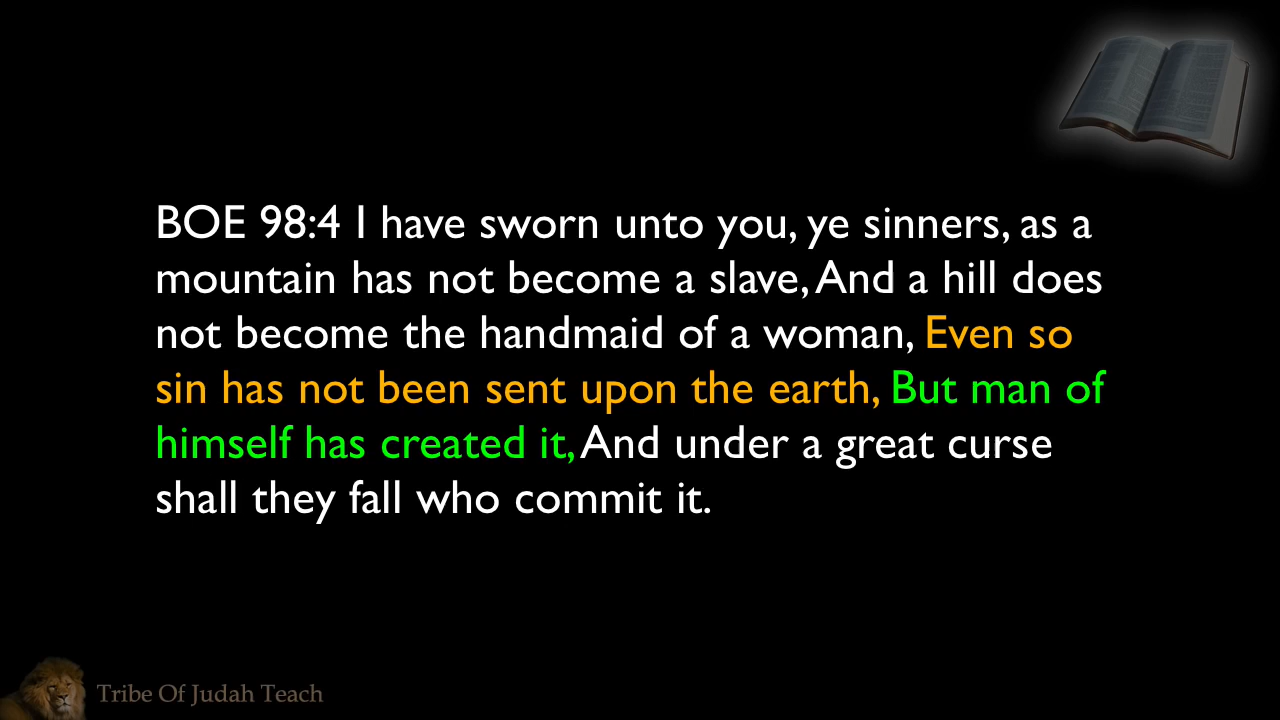 BOE 98:4 I have sworn unto you, ye sinners, as a
mountain has not become a slave, And a hill does
not become the handmaid of a woman, Even so
sin has not been sent upon the earth, But man of
himself has created it, And under a great curse
shall they fall who commit it.
Tribe Of Judah Teach